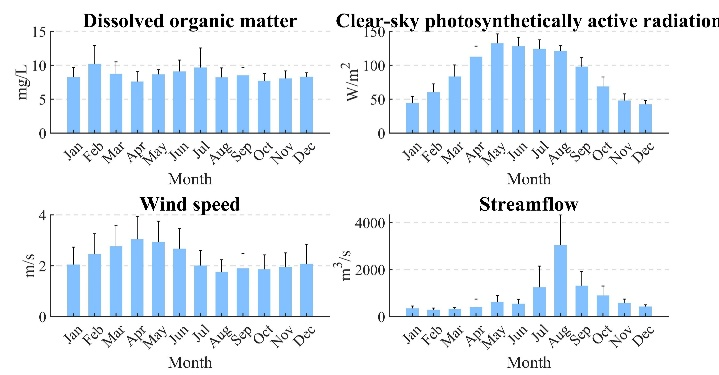 Dissolved organic matter
15
10
5
0
mg/L
Jan Feb Mar Apr May Jun Jul Aug Sep Oct Nov Dec
Month
Clear-sky photosynthetically active radiation
150
100
50
0
W/m²
Jan Feb Mar Apr May Jun Jul Aug Sep Oct Nov Dec
Month
Wind speed
4
2
0
m/s
Jan Feb Mar Apr May Jun Jul Aug Sep Oct Nov Dec
Month
Streamflow
4000
2000
0
m³/s
Jan Feb Mar Apr May Jun Jul Aug Sep Oct Nov Dec
Month